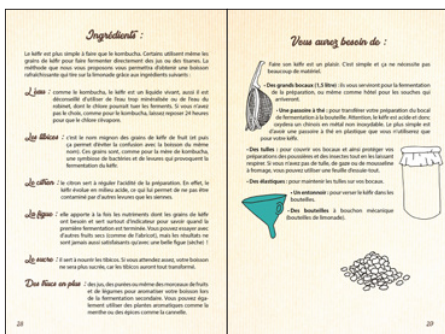 Ingrédients :
Le kéfir est plus simple à faire que le kombucha. Certains utilisent même les
grains de kéfir pour faire fermenter directement des jus ou des tisanes. La
méthode que nous vous proposons vous permettra d'obtenir une boisson
rafraîchissante qui tire sur la limonade grâce aux ingrédients suivants :
L'eau : comme le kombucha, le kéfir est un liquide vivant, aussi il est
déconseillé d'utiliser de l'eau trop minéralisée ou de l'eau du
robinet, dont le chlore pourrait tuer les ferments. Si vous n'avez
pas le choix, comme pour le kombucha, laissez reposer 24 heures
pour que le chlore s'évapore.
Les tibicos : c'est le nom mignon des grains de kéfir de fruit (et puis
ça permet d'éviter la confusion avec la boisson du même
nom). Ces grains sont, comme pour la mère de kombucha,
une symbiose de bactéries et de levures qui provoquent la
fermentation du kéfir.
Le citron : le citron sert à réguler l'acidité de la préparation. En effet, le
kéfir évolue en milieu acide, ce qui lui permet de ne pas être
contaminé par d'autres levures que les siennes.
La figue : elle apporte à la fois les nutriments dont les grains de kéfir
ont besoin et sert surtout d'indicateur pour savoir quand la
première fermentation est terminée. Vous pouvez essayer avec
d'autres fruits secs (comme de l'abricot), mais les résultats ne
sont jamais aussi satisfaisants qu'avec une belle figue (sèche) !
Le sucre : il sert à nourrir les tibicos. Si vous attendez assez, votre boisson
ne sera plus sucrée, car les tibicos auront tout transformé.
Des trucs en plus : des jus, des purées ou même des morceaux de fruits
et de légumes pour aromatiser votre boisson lors
de la fermentation secondaire. Vous pouvez éga-
lement utiliser des plantes aromatiques comme la
menthe ou des épices comme la cannelle.
28
Vous aurez besoin de :
Faire son kéfir est un plaisir. C'est simple et ça ne nécessite pas
beaucoup de matériel.
- Des grands bocaux (1,5 litre) : ils vous serviront pour la fermentation
de la préparation, ou même comme hôtel pour les souches qui
arriveront.
- Une passoire à thé : pour transférer votre préparation du bocal
de fermentation à la bouteille. Attention, le kéfir est acide et donc
oxydera un chinois en métal non inoxydable. Le plus simple est
d'avoir une passoire à thé en plastique que vous n'utiliserez que
pour votre kéfir.
- Des tulles : pour couvrir vos bocaux et ainsi protéger vos
préparations des poussières et des insectes tout en les laissant
respirer. Si vous n'avez pas de tulle, de gaze ou de mousseline
à fromage, vous pouvez utiliser une feuille d'essuie-tout.
- Des élastiques : pour maintenir les tulles sur vos bocaux.
- Un entonnoir : pour verser le kéfir dans les
bouteilles.
- Des bouteilles à bouchon mécanique
(bouteilles de limonade).
29